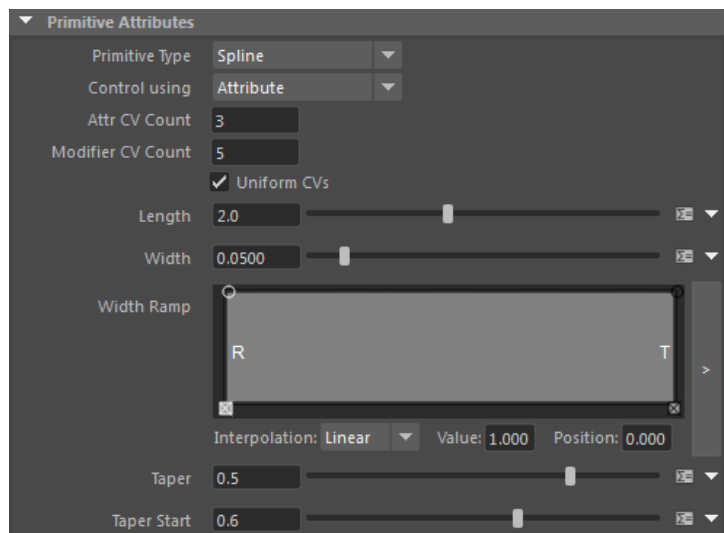 Primitive Attributes
Primitive Type Spline
Control using Attribute
Attr CV Count 3
Modifier CV Count 5
Uniform CVs
Length 2.0
Width 0.0500
Width Ramp
R T
>
Interpolation: Linear Value: 1.000 Position: 0.000
Taper 0.5
Taper Start 0.6